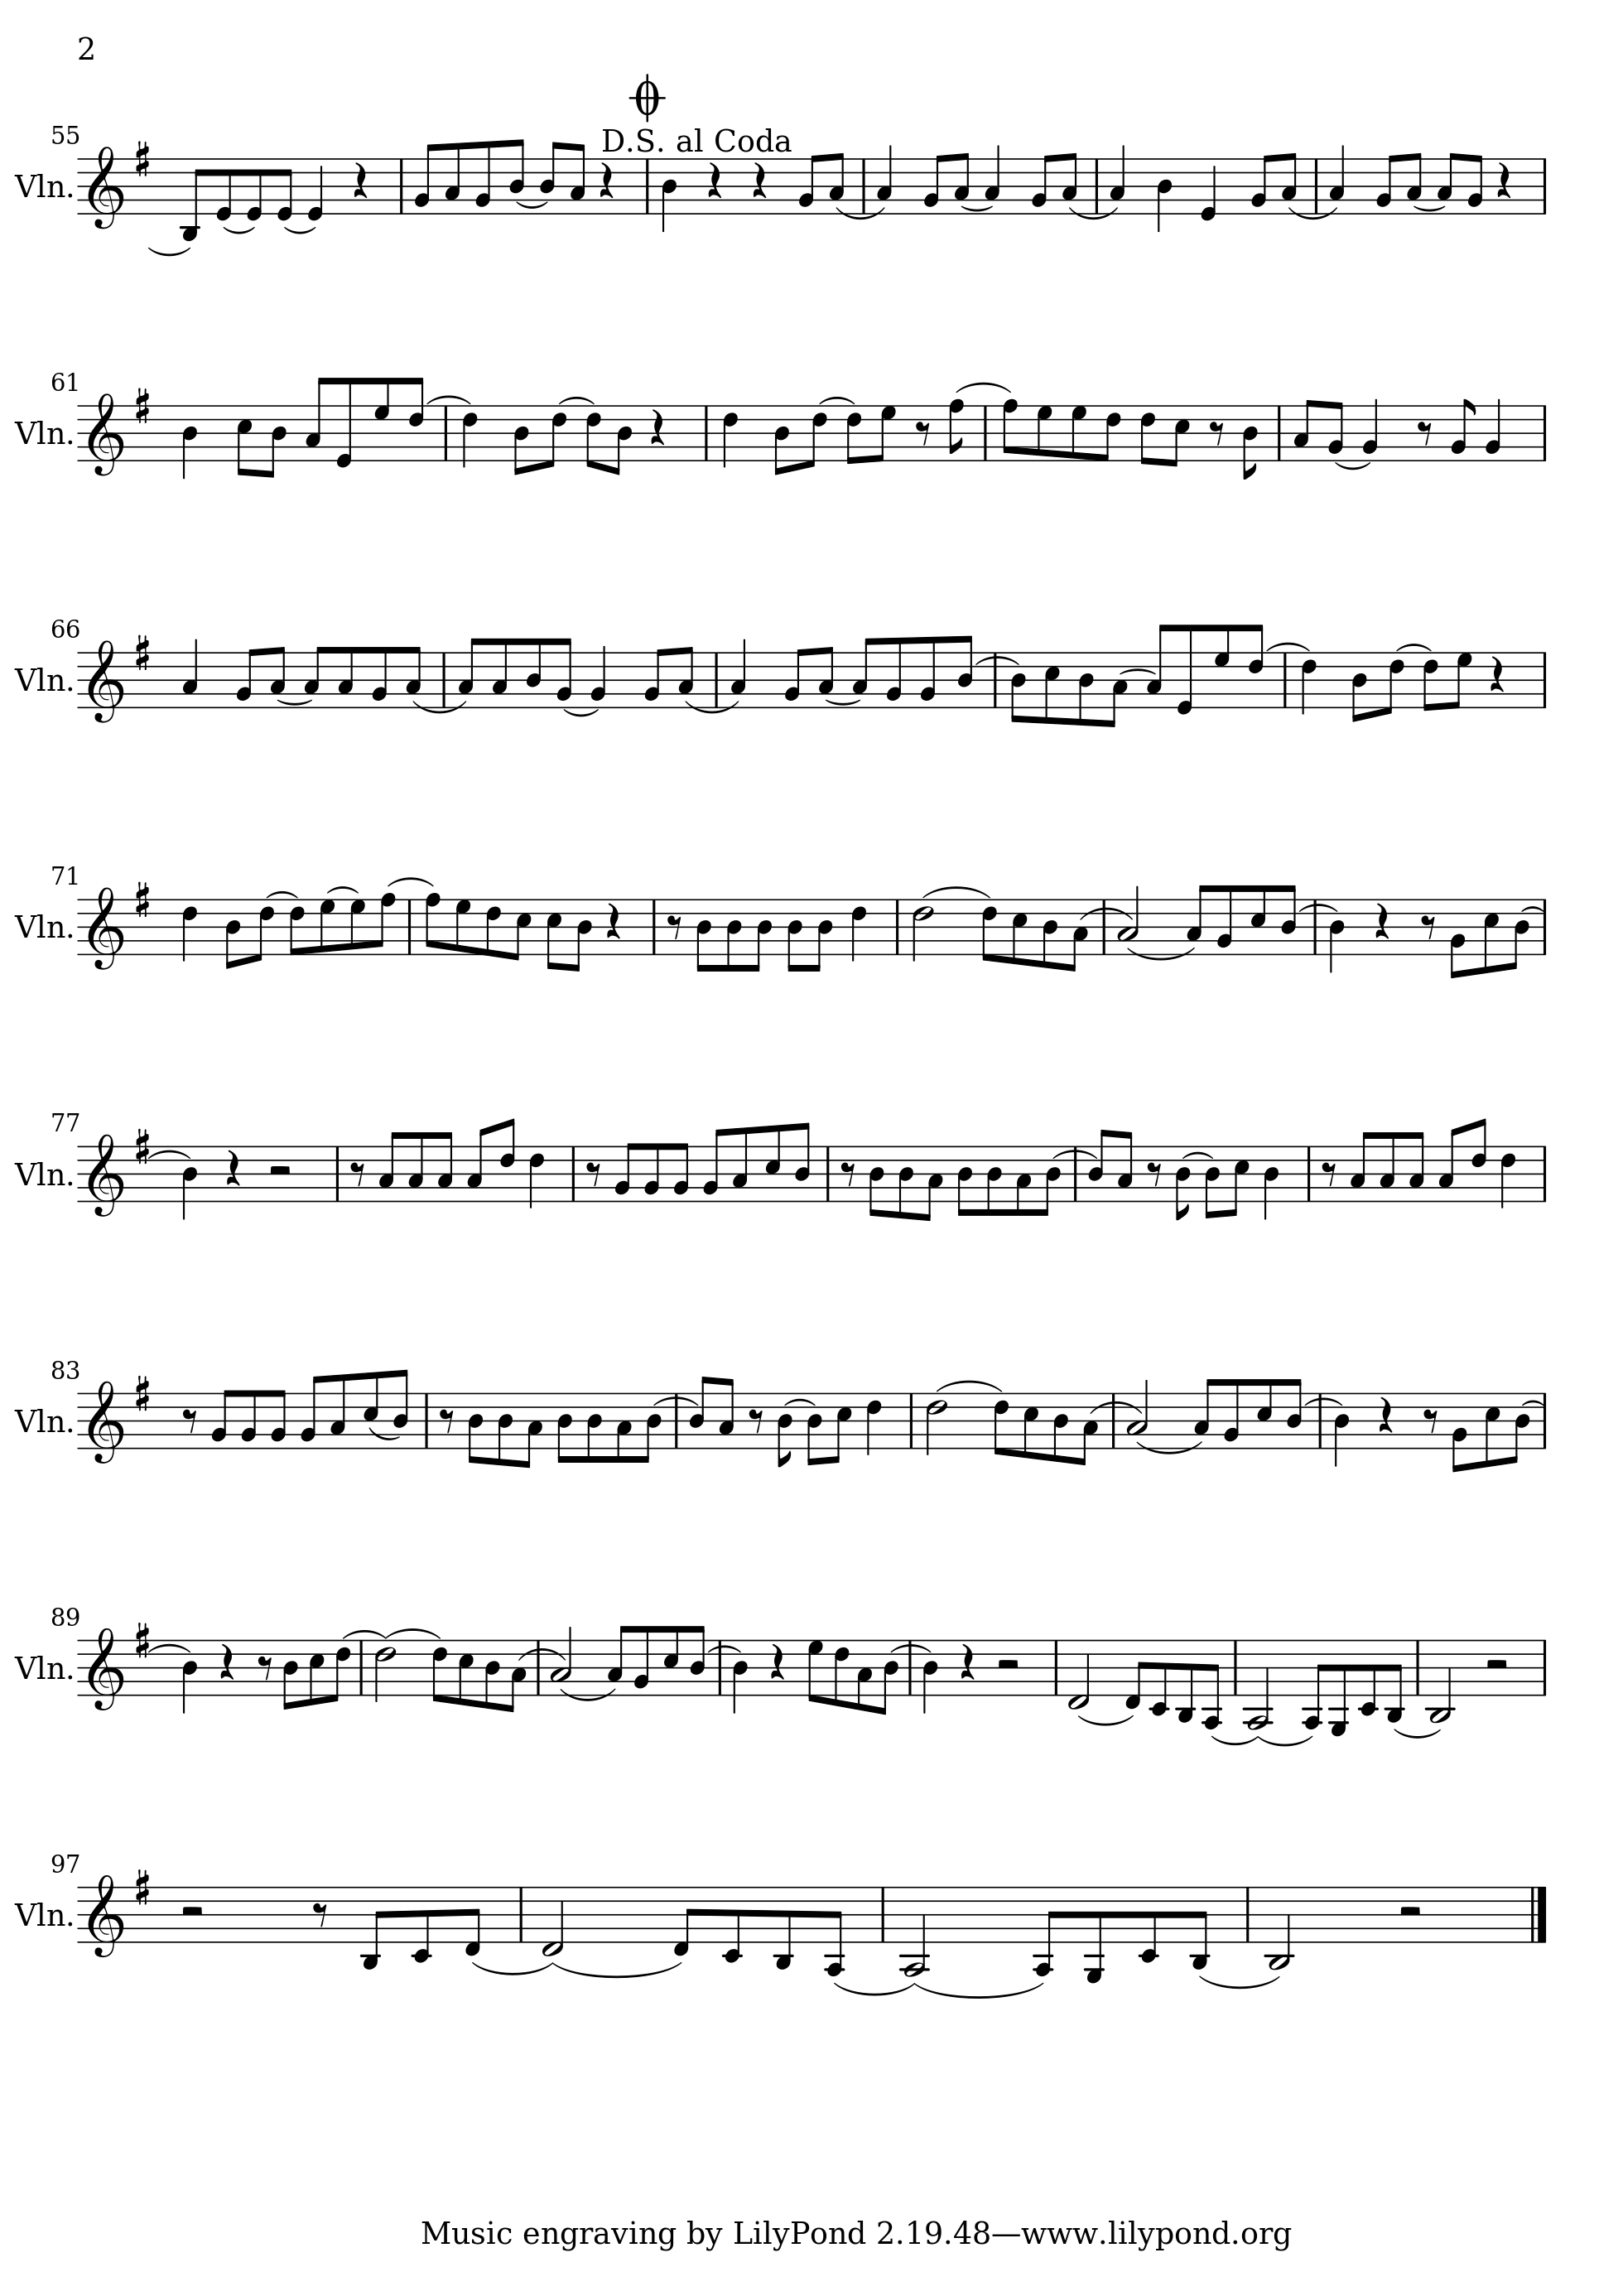 2
D.S. al Coda
55
Vln.
61
Vln.
66
Vln.
71
Vln.
77
Vln.
83
Vln.
89
Vln.
97
Vln.
Music engraving by LilyPond 2.19.48—www.lilypond.org